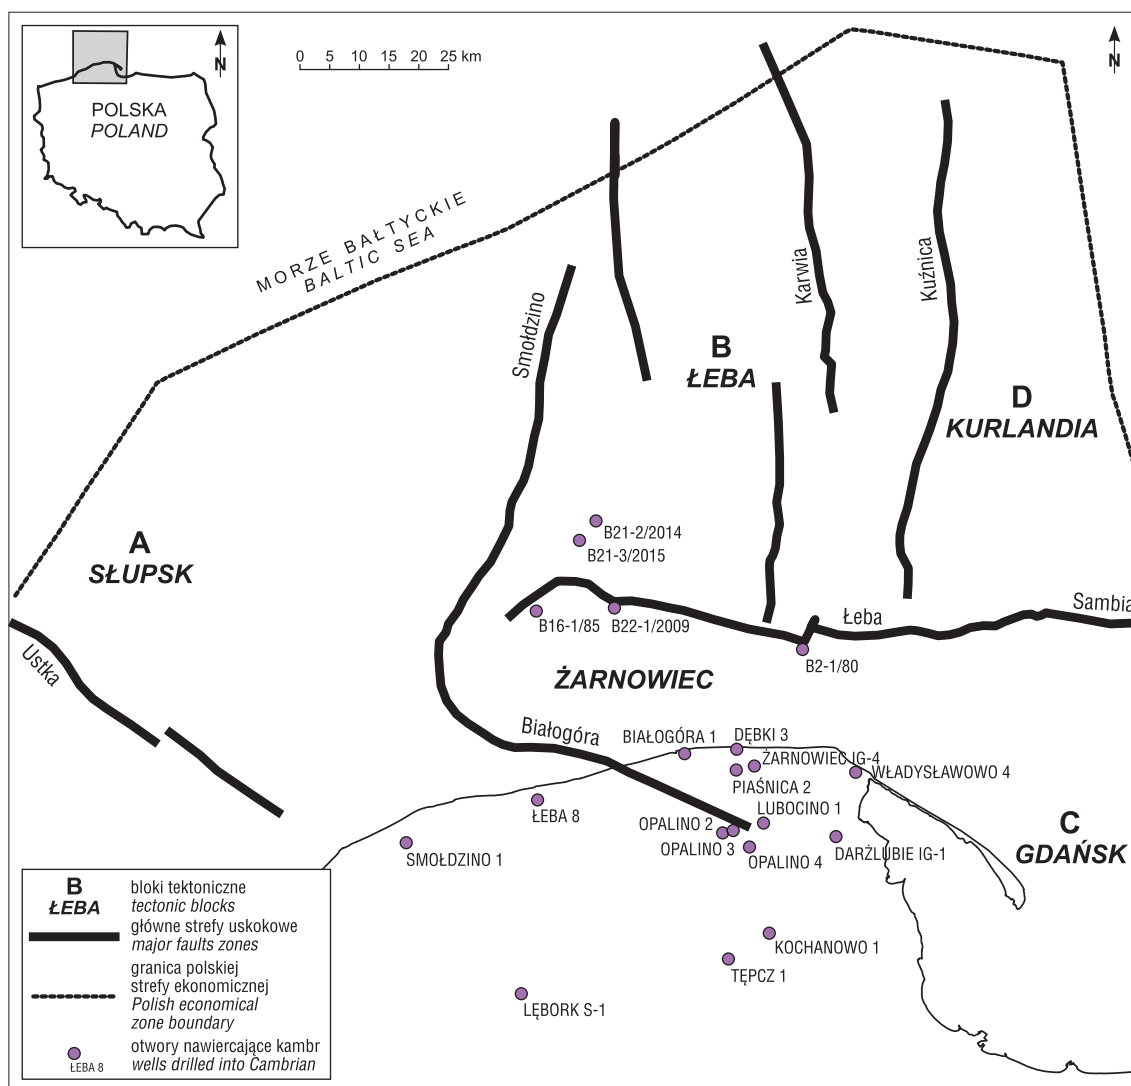 N
POLSKA
POLAND
0 5 10 15 20 25 km
N
MORZE BAŁTYCKIE
BALTIC SEA
Smołdzino
Karwia
Kuźnica
B
ŁEBA
D
KURLANDIA
A
SŁUPSK
B21-2/2014
B21-3/2015
B16-1/85
B22-1/2009
Łeba
Sambia
Ustka
B2-1/80
ŻARNOWIEC
Białogóra
BIAŁOGÓRA 1
DĘBKI 3
ŻARNOWIEC IG-4
PIAŚNICA 2
WŁADYSŁAWOWO 4
ŁEBA 8
LUBOCINO 1
OPALINO 2
OPALINO 3
OPALINO 4
DARŻLUBIE IG-1
SMOŁDZINO 1
C
GDAŃSK
KOCHANOWO 1
TĘPCZ 1
LĘBORK S-1
B
ŁEBA
bloki tektoniczne
tectonic blocks
główne strefy uskokowe
major faults zones
granica polskiej
strefy ekonomicznej
Polish economical
zone boundary
ŁEBA 8
otwory nawiercające kambr
wells drilled into Cambrian